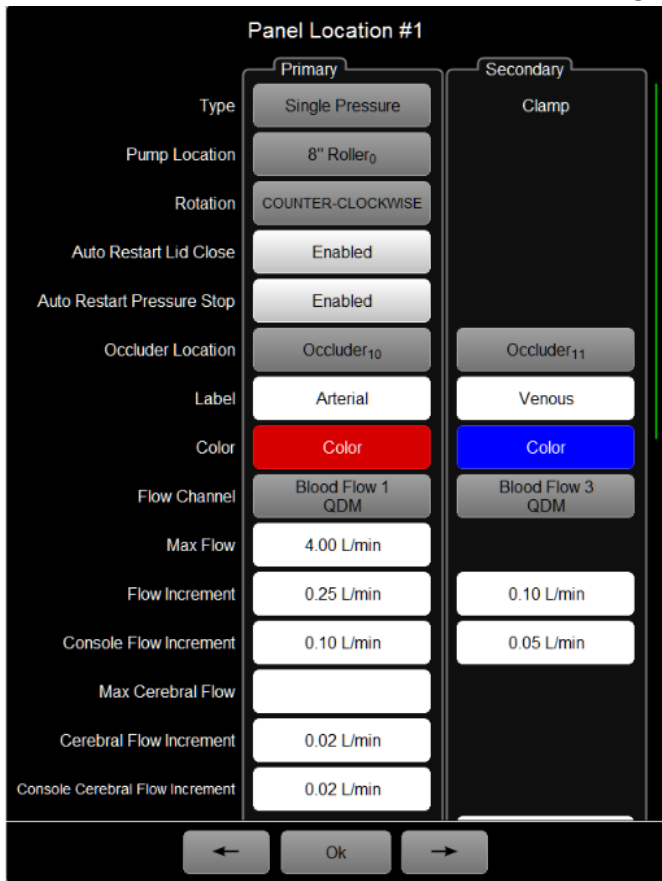 Panel Location #1
Primary Secondary
Type Single Pressure Clamp
Pump Location 8" Roller0
Rotation COUNTER-CLOCKWISE
Auto Restart Lid Close Enabled
Auto Restart Pressure Stop Enabled
Occluder Location Occluder10 Occluder11
Label Arterial Venous
Color Color Color
Flow Channel Blood Flow 1 QDM Blood Flow 3 QDM
Max Flow 4.00 L/min
Flow Increment 0.25 L/min 0.10 L/min
Console Flow Increment 0.10 L/min 0.05 L/min
Max Cerebral Flow
Cerebral Flow Increment 0.02 L/min
Console Cerebral Flow Increment 0.02 L/min
← Ok →